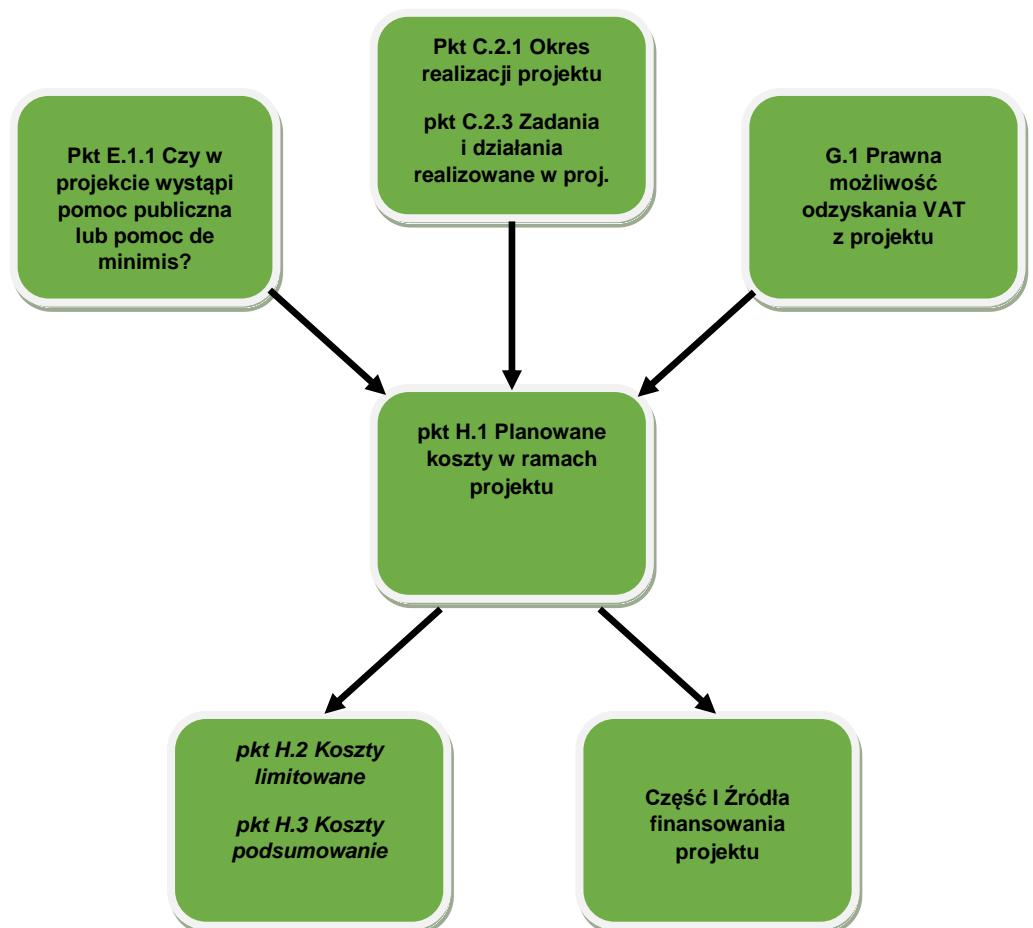 Pkt E.1.1 Czy w
projekcie wystąpi
pomoc publiczna
lub pomoc de
minimis?
Pkt C.2.1 Okres
realizacji projektu
pkt C.2.3 Zadania
i działania
realizowane w proj.
G.1 Prawna
możliwość
odzyskania VAT
z projektu
pkt H.1 Planowane
koszty w ramach
projektu
pkt H.2 Koszty
limitowane
pkt H.3 Koszty
podsumowanie
Część I Źródła
finansowania
projektu